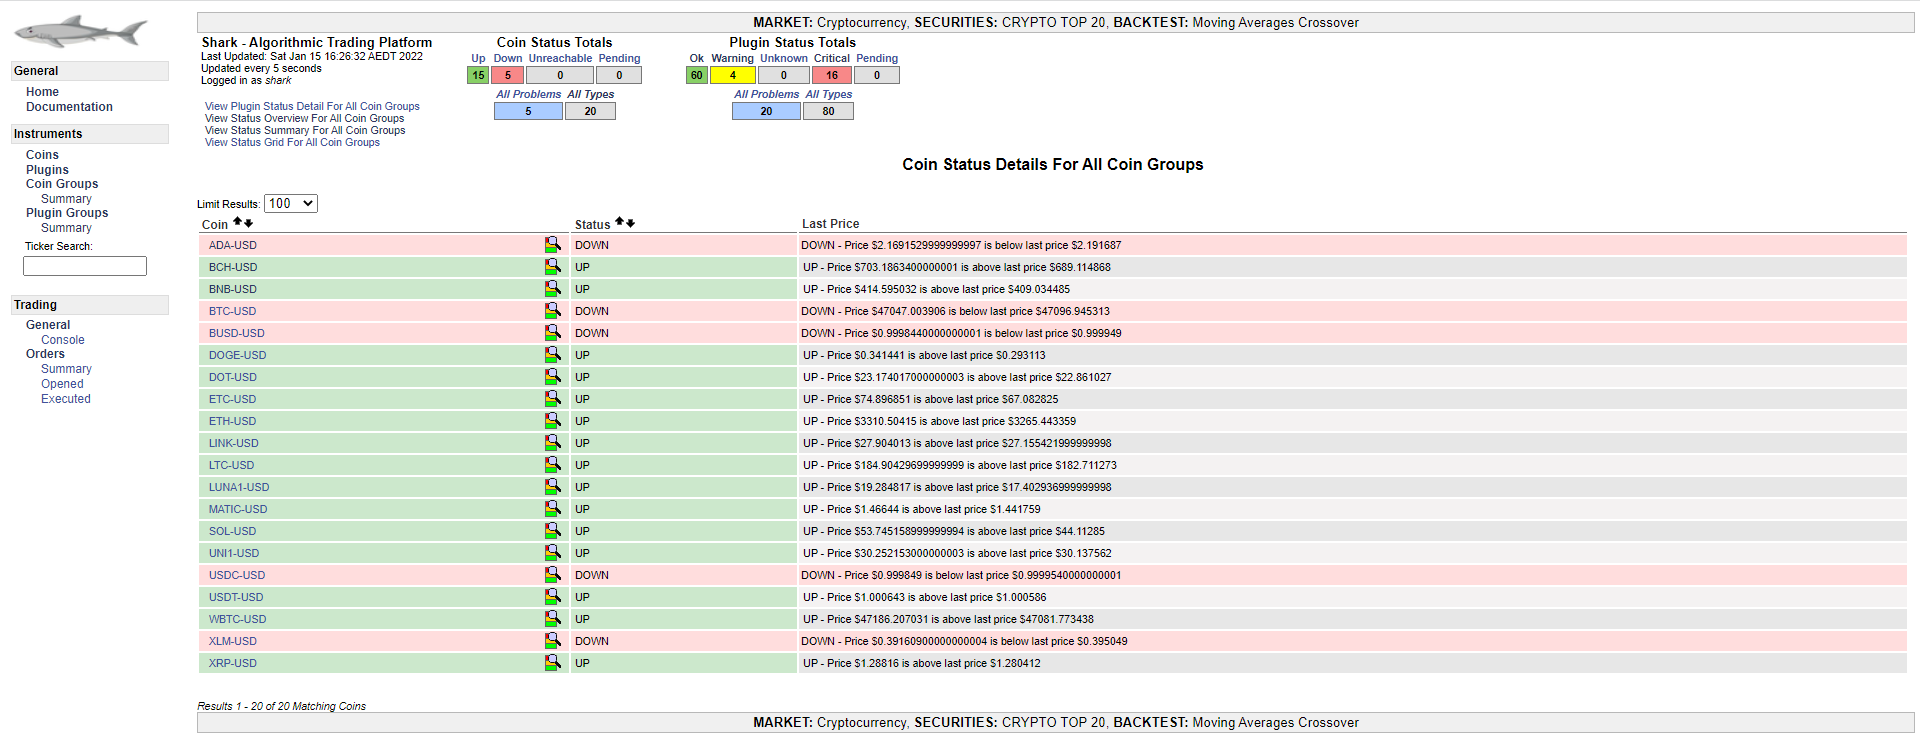 MARKET: Cryptocurrency, SECURITIES: CRYPTO TOP 20, BACKTEST: Moving Averages Crossover
General
Home
Documentation
Instruments
Coins
Plugins
Coin Groups
Summary
Plugin Groups
Summary
Ticker Search:
Trading
General
Console
Orders
Summary
Opened
Executed
Shark - Algorithmic Trading Platform
Last Updated: Sat Jan 15 16:26:32 AEDT 2022
Updated every 5 seconds
Logged in as shark
View Plugin Status Detail For All Coin Groups
View Status Overview For All Coin Groups
View Status Summary For All Coin Groups
View Status Grid For All Coin Groups
Coin Status Totals
Up Down Unreachable Pending
15 5 0 0
All Problems All Types
5 20
Plugin Status Totals
Ok Warning Unknown Critical Pending
60 4 0 16 0
All Problems All Types
20 80
Coin Status Details For All Coin Groups
Limit Results: 100
Coin Status Last Price
ADA-USD DOWN DOWN - Price $2.1691529999999997 is below last price $2.191687
BCH-USD UP UP - Price $703.1863400000001 is above last price $689.114868
BNB-USD UP UP - Price $414.595032 is above last price $409.034485
BTC-USD DOWN DOWN - Price $47047.003906 is below last price $47096.945313
BUSD-USD DOWN DOWN - Price $0.9998440000000001 is below last price $0.999949
DOGE-USD UP UP - Price $0.341441 is above last price $0.293113
DOT-USD UP UP - Price $23.174017000000003 is above last price $22.861027
ETC-USD UP UP - Price $74.896851 is above last price $67.082825
ETH-USD UP UP - Price $3310.50415 is above last price $3265.443359
LINK-USD UP UP - Price $27.904013 is above last price $27.155421999999998
LTC-USD UP UP - Price $184.90429699999999 is above last price $182.711273
LUNA1-USD UP UP - Price $19.284817 is above last price $17.402936999999998
MATIC-USD UP UP - Price $1.46644 is above last price $1.441759
SOL-USD UP UP - Price $53.745158999999994 is above last price $44.11285
UNI1-USD UP UP - Price $30.252153000000003 is above last price $30.137562
USDC-USD DOWN DOWN - Price $0.999849 is below last price $0.9999540000000001
USDT-USD UP UP - Price $1.000643 is above last price $1.000586
WBTC-USD UP UP - Price $47186.207031 is above last price $47081.773438
XLM-USD DOWN DOWN - Price $0.39160900000000004 is below last price $0.395049
XRP-USD UP UP - Price $1.28816 is above last price $1.280412
Results 1 - 20 of 20 Matching Coins
MARKET: Cryptocurrency, SECURITIES: CRYPTO TOP 20, BACKTEST: Moving Averages Crossover